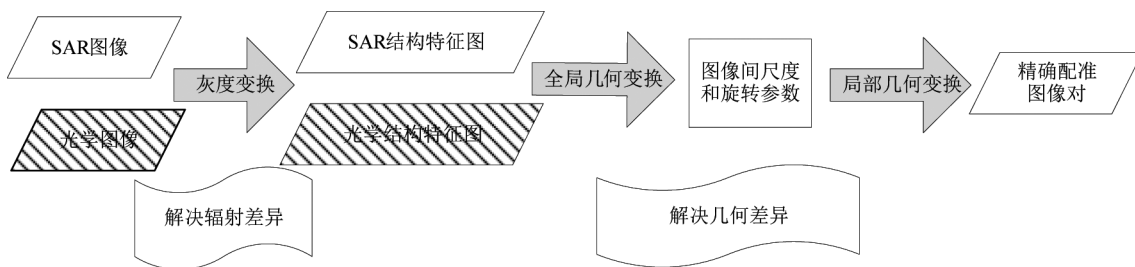 SAR图像
光学图像
灰度变换
SAR结构特征图
光学结构特征图
全局几何变换
图像间尺度
和旋转参数
局部几何变换
精确配准
图像对
解决辐射差异
解决几何差异